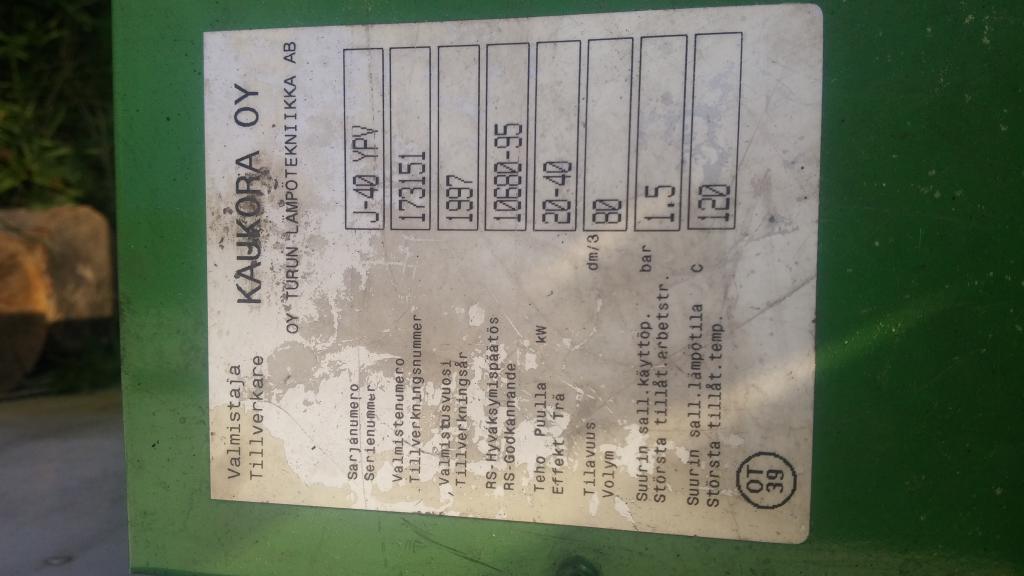 Valmistaja KAUKORA OY
Tillverkare OY TURUN LÄMPÖTEKNIIKKA AB
Sarjanumero J-40 YPV
Serienummer
Valmistenumero 173151
Tillverkningsnummer
Valmistusvuosi 1997
Tillverkningsår
RS-Hyväksymispäätös 10680-95
RS-Godkännande
Teho Puulla kW 20-40
Effekt Trä
Tilavuus dm/3 80
Volym
Suurin sall.käyttöp. bar 1.5
Största tillåt.arbetstr.
Suurin sall.lämpötila C 120
Största tillåt.temp.
OT
39